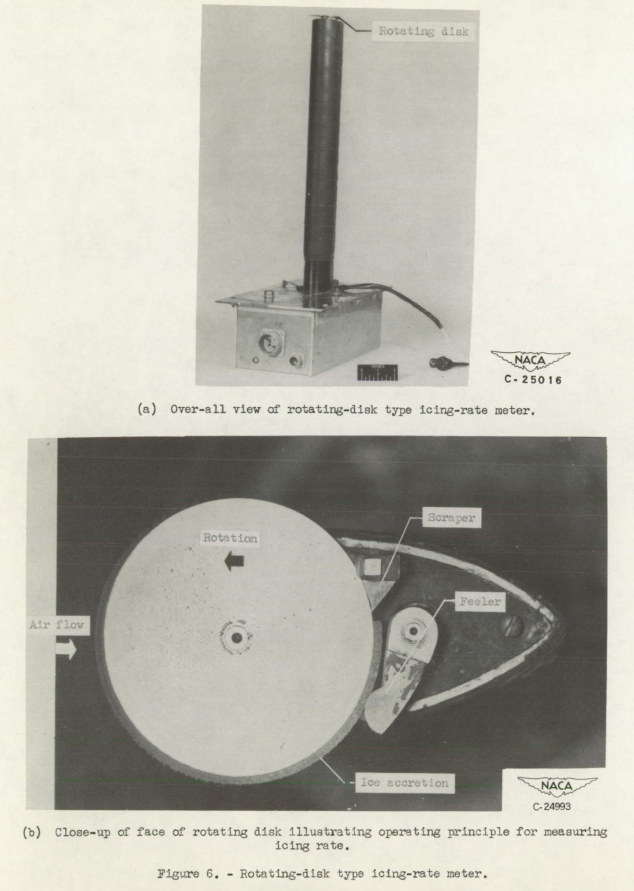 Rotating disk
NACA
C-25016
(a) Over-all view of rotating-disk type icing-rate meter.
Scraper
Rotation
Feeler
Air flow
Ice accretion
NACA
C-24993
(b) Close-up of face of rotating disk illustrating operating principle for measuring
icing rate.
Figure 6. - Rotating-disk type icing-rate meter.